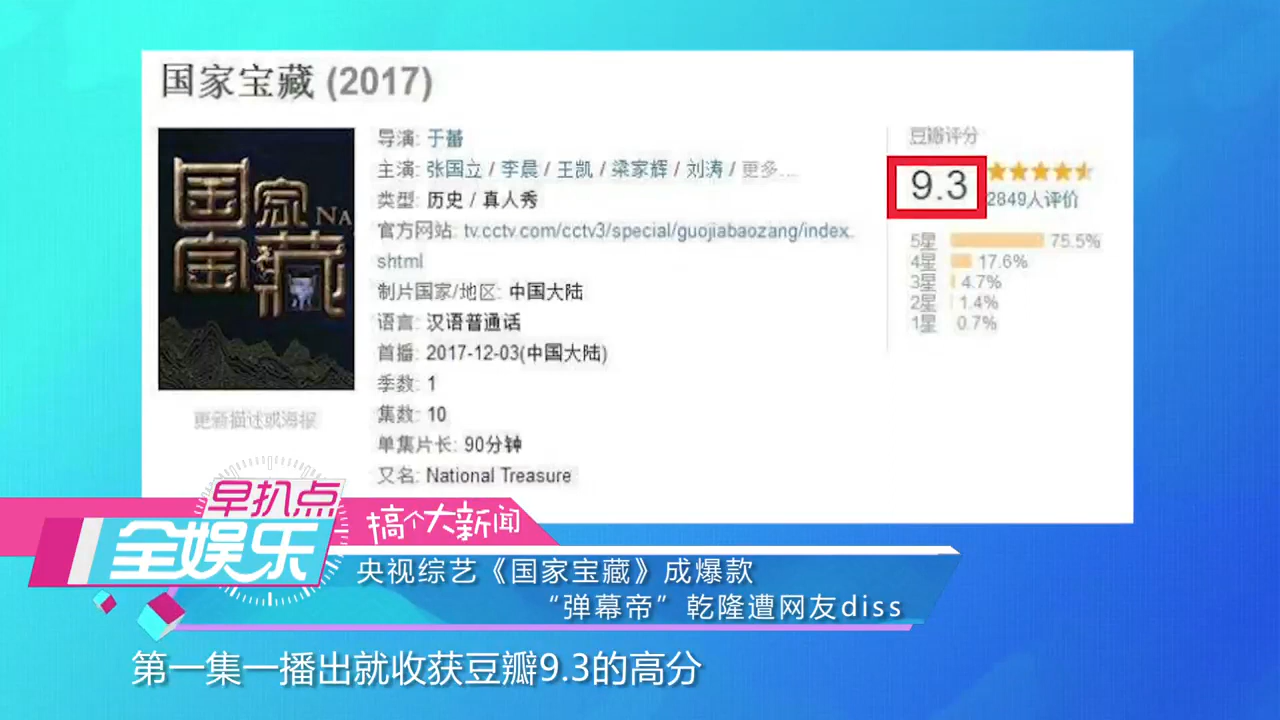 国家宝藏 (2017)
国家宝藏 NA
导演: 于蕾
主演: 张国立 / 李晨 / 王凯 / 梁家辉 / 刘涛 / 更多...
类型: 历史 / 真人秀
官方网站: tv.cctv.com/cctv3/special/guojiabaozang/index.
shtml
制片国家/地区: 中国大陆
语言: 汉语普通话
首播: 2017-12-03(中国大陆)
季数: 1
集数: 10
单集片长: 90分钟
又名: National Treasure
更新描述或海报
豆瓣评分
9.3
2849人评价
5星 75.5%
4星 17.6%
3星 4.7%
2星 1.4%
1星 0.7%
早扒点
全娱乐
搞个大新闻
央视综艺《国家宝藏》成爆款
“弹幕帝”乾隆遭网友diss
第一集一播出就收获豆瓣9.3的高分